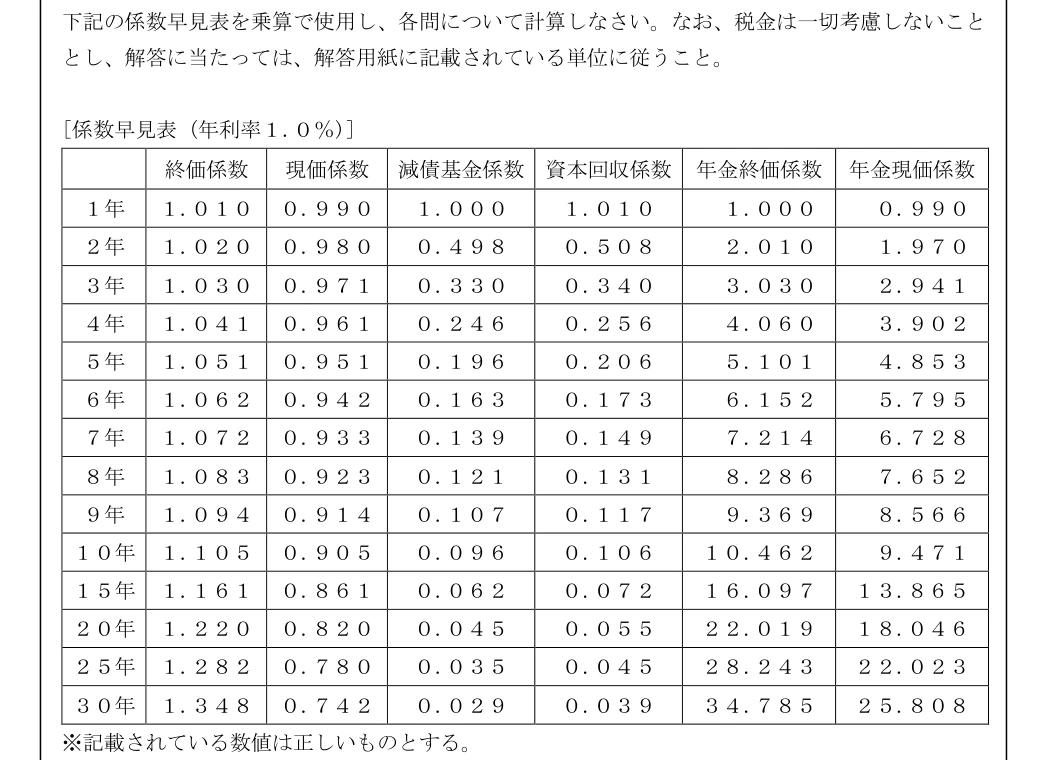 下記の係数早見表を乗算で使用し、各問について計算しなさい。なお、税金は一切考慮しないこと
とし、解答に当たっては、解答用紙に記載されている単位に従うこと。
[係数早見表（年利率１.０％）]
終価係数 現価係数 減債基金係数 資本回収係数 年金終価係数 年金現価係数
１年 １.０１０ ０.９９０ １.０００ １.０１０ １.０００ ０.９９０
２年 １.０２０ ０.９８０ ０.４９８ ０.５０８ ２.０１０ １.９７０
３年 １.０３０ ０.９７１ ０.３３０ ０.３４０ ３.０３０ ２.９４１
４年 １.０４１ ０.９６１ ０.２４６ ０.２５６ ４.０６０ ３.９０２
５年 １.０５１ ０.９５１ ０.１９６ ０.２０６ ５.１０１ ４.８５３
６年 １.０６２ ０.９４２ ０.１６３ ０.１７３ ６.１５２ ５.７９５
７年 １.０７２ ０.９３３ ０.１３９ ０.１４９ ７.２１４ ６.７２８
８年 １.０８３ ０.９２３ ０.１２１ ０.１３１ ８.２８６ ７.６５２
９年 １.０９４ ０.９１４ ０.１０７ ０.１１７ ９.３６９ ８.５６６
１０年 １.１０５ ０.９０５ ０.０９６ ０.１０６ １０.４６２ ９.４７１
１５年 １.１６１ ０.８６１ ０.０６２ ０.０７２ １６.０９７ １３.８６５
２０年 １.２２０ ０.８２０ ０.０４５ ０.０５５ ２２.０１９ １８.０４６
２５年 １.２８２ ０.７８０ ０.０３５ ０.０４５ ２８.２４３ ２２.０２３
３０年 １.３４８ ０.７４２ ０.０２９ ０.０３９ ３４.７８５ ２５.８０８
※記載されている数値は正しいものとする。